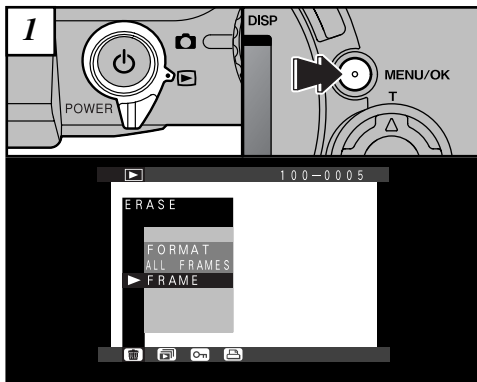 1
DISP
POWER
MENU/OK
T
100-0005
ERASE
FORMAT
ALL FRAMES
FRAME